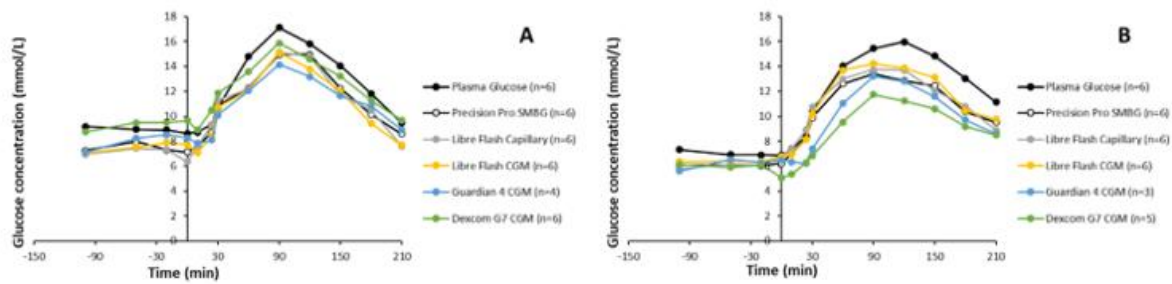 A
Glucose concentration (mmol/L)
18
16
14
12
10
8
6
4
2
0
-150
-90
-30
30
90
150
210
Time (min)
Plasma Glucose (n=6)
Precision Pro SMBG (n=6)
Libre Flash Capillary (n=6)
Libre Flash CGM (n=6)
Guardian 4 CGM (n=4)
Dexcom G7 CGM (n=6)
B
Glucose concentration (mmol/L)
18
16
14
12
10
8
6
4
2
0
-150
-90
-30
30
90
150
210
Time (min)
Plasma Glucose (n=6)
Precision Pro SMBG (n=6)
Libre Flash Capillary (n=6)
Libre Flash CGM (n=6)
Guardian 4 CGM (n=3)
Dexcom G7 CGM (n=5)